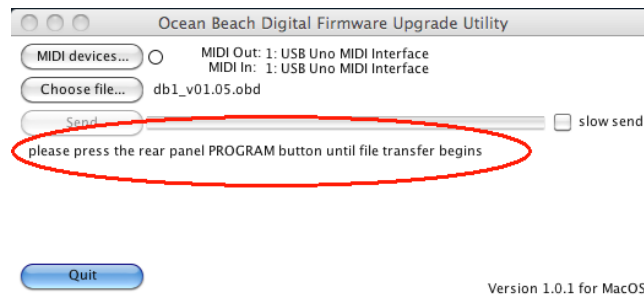 Ocean Beach Digital Firmware Upgrade Utility
MIDI devices... MIDI Out: 1: USB Uno MIDI Interface
MIDI In: 1: USB Uno MIDI Interface
Choose file... db1_v01.05.obd
Send slow send
please press the rear panel PROGRAM button until file transfer begins
Quit
Version 1.0.1 for MacOS